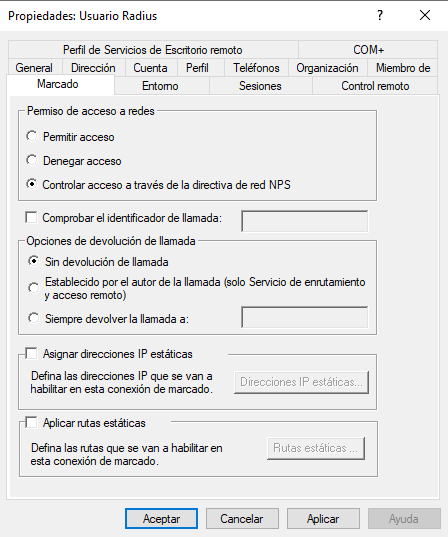 Propiedades: Usuario Radius
?
Perfil de Servicios de Escritorio remoto
COM+
General
Dirección
Cuenta
Perfil
Teléfonos
Organización
Miembro de
Marcado
Entorno
Sesiones
Control remoto
Permiso de acceso a redes
Permitir acceso
Denegar acceso
Controlar acceso a través de la directiva de red NPS
Comprobar el identificador de llamada:
Opciones de devolución de llamada
Sin devolución de llamada
Establecido por el autor de la llamada (solo Servicio de enrutamiento
y acceso remoto)
Siempre devolver la llamada a:
Asignar direcciones IP estáticas
Defina las direcciones IP que se van a
habilitar en esta conexión de marcado.
Direcciones IP estáticas...
Aplicar rutas estáticas
Defina las rutas que se van a habilitar en
esta conexión de marcado.
Rutas estáticas ...
Aceptar
Cancelar
Aplicar
Ayuda